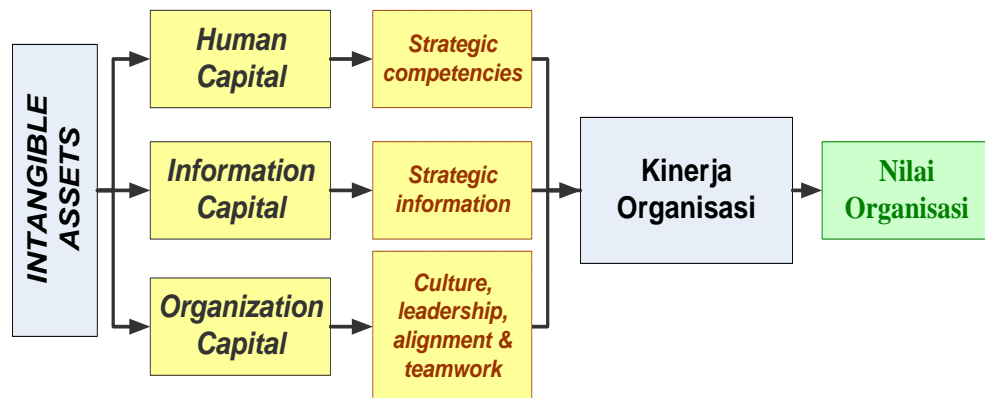 INTANGIBLE
ASSETS
Human
Capital
Strategic
competencies
Information
Capital
Strategic
information
Organization
Capital
Culture,
leadership,
alignment &
teamwork
Kinerja
Organisasi
Nilai
Organisasi